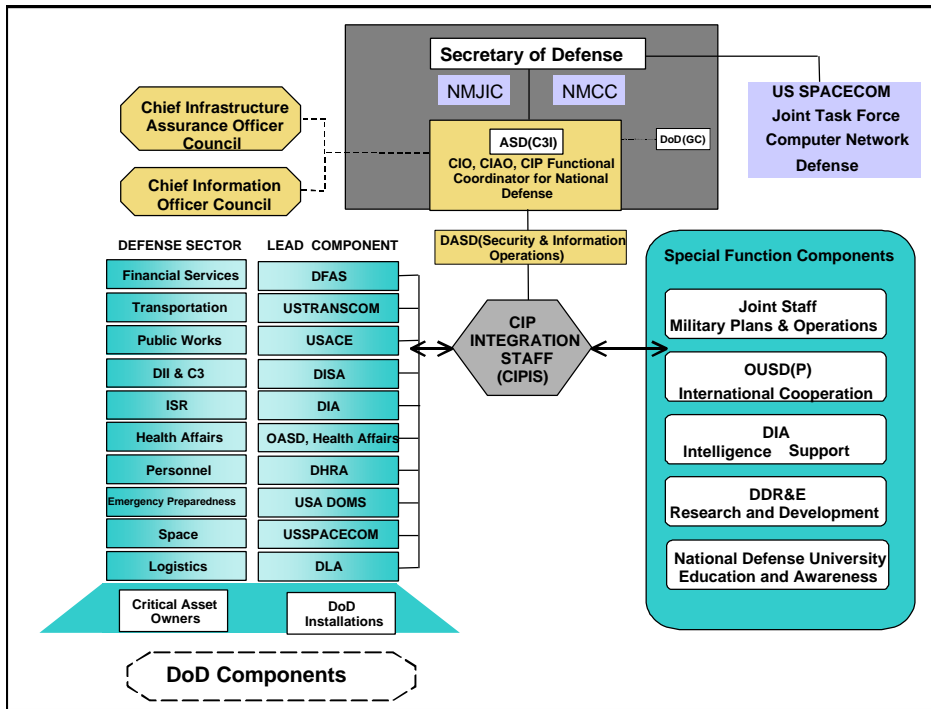 Secretary of Defense
NMJIC
NMCC
US SPACECOM
Joint Task Force
Computer Network
Defense
Chief Infrastructure
Assurance Officer
Council
Chief Information
Officer Council
ASD(C3I)
CIO, CIAO, CIP Functional
Coordinator for National
Defense
DoD(GC)
DASD(Security & Information
Operations)
DEFENSE SECTOR
LEAD COMPONENT
Financial Services
DFAS
Transportation
USTRANSCOM
Public Works
USACE
DII & C3
DISA
ISR
DIA
Health Affairs
OASD, Health Affairs
Personnel
DHRA
Emergency Preparedness
USA DOMS
Space
USSPACECOM
Logistics
DLA
Critical Asset
Owners
DoD
Installations
DoD Components
CIP
INTEGRATION
STAFF
(CIPIS)
Special Function Components
Joint Staff
Military Plans & Operations
OUSD(P)
International Cooperation
DIA
Intelligence Support
DDR&E
Research and Development
National Defense University
Education and Awareness